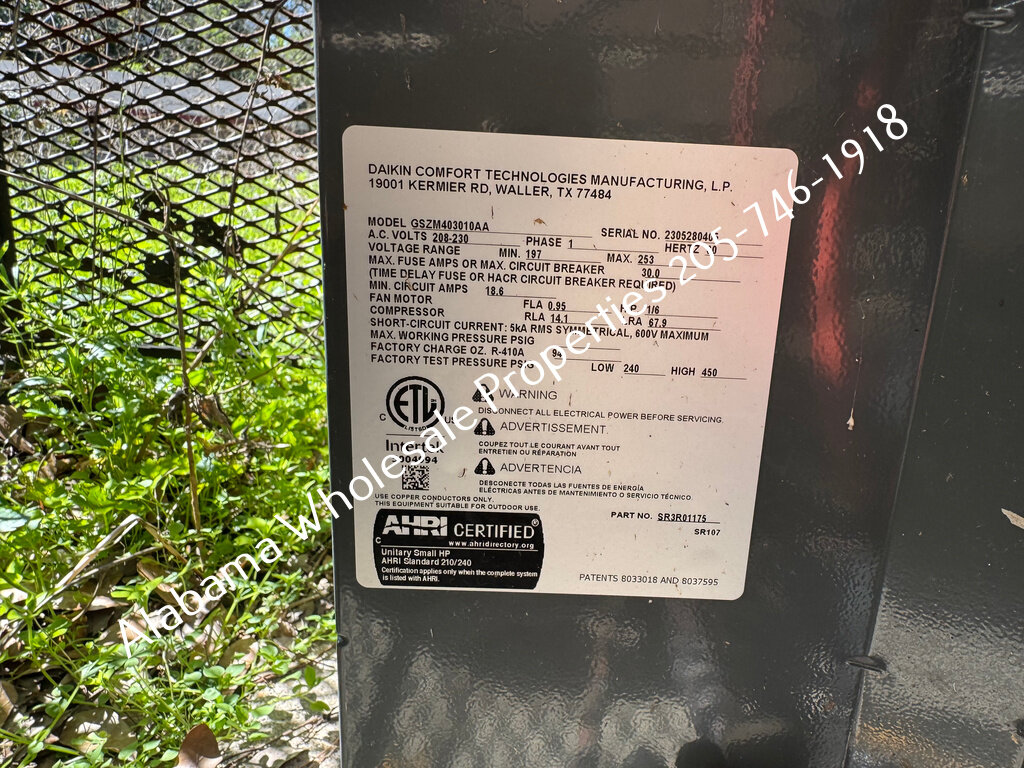 DAIKIN COMFORT TECHNOLOGIES MANUFACTURING, L.P.
19001 KERMIER RD, WALLER, TX 77484
MODEL GSZM403010AA SERIAL NO.
A.C. VOLTS 208-230 PHASE 1 HERTZ
VOLTAGE RANGE MIN. 197 MAX. 253
MAX. FUSE AMPS OR MAX. CIRCUIT BREAKER 30.0
(TIME DELAY FUSE OR HACR CIRCUIT BREAKER REQUIRED)
MIN. CIRCUIT AMPS 18.6
FAN MOTOR FLA 0.95 1/6
COMPRESSOR RLA 14.1 LRA 67.9
SHORT-CIRCUIT CURRENT: 5kA RMS SYMMETRICAL, 600V MAXIMUM
MAX. WORKING PRESSURE PSIG
FACTORY CHARGE OZ. R-410A 94
FACTORY TEST PRESSURE PSIG LOW 240 HIGH 450
C ETL US
LISTED
Intertek
WARNING
DISCONNECT ALL ELECTRICAL POWER BEFORE SERVICING.
ADVERTISSEMENT.
COUPEZ TOUT LE COURANT AVANT TOUT
ENTRETIEN OU RÉPARATION
ADVERTENCIA
DESCONECTE TODAS LAS FUENTES DE ENERGÍA
ELÉCTRICAS ANTES DE MANTENIMIENTO O SERVICIO TÉCNICO.
USE COPPER CONDUCTORS ONLY.
THIS EQUIPMENT SUITABLE FOR OUTDOOR USE.
PART NO. SR3R01175
SR107
AHRI CERTIFIED®
C www.ahridirectory.org
Unitary Small HP
AHRI Standard 210/240
Certification applies only when the complete system
is listed with AHRI.
PATENTS 8033018 AND 8037595
Alabama Wholesale Properties 205-746-1918